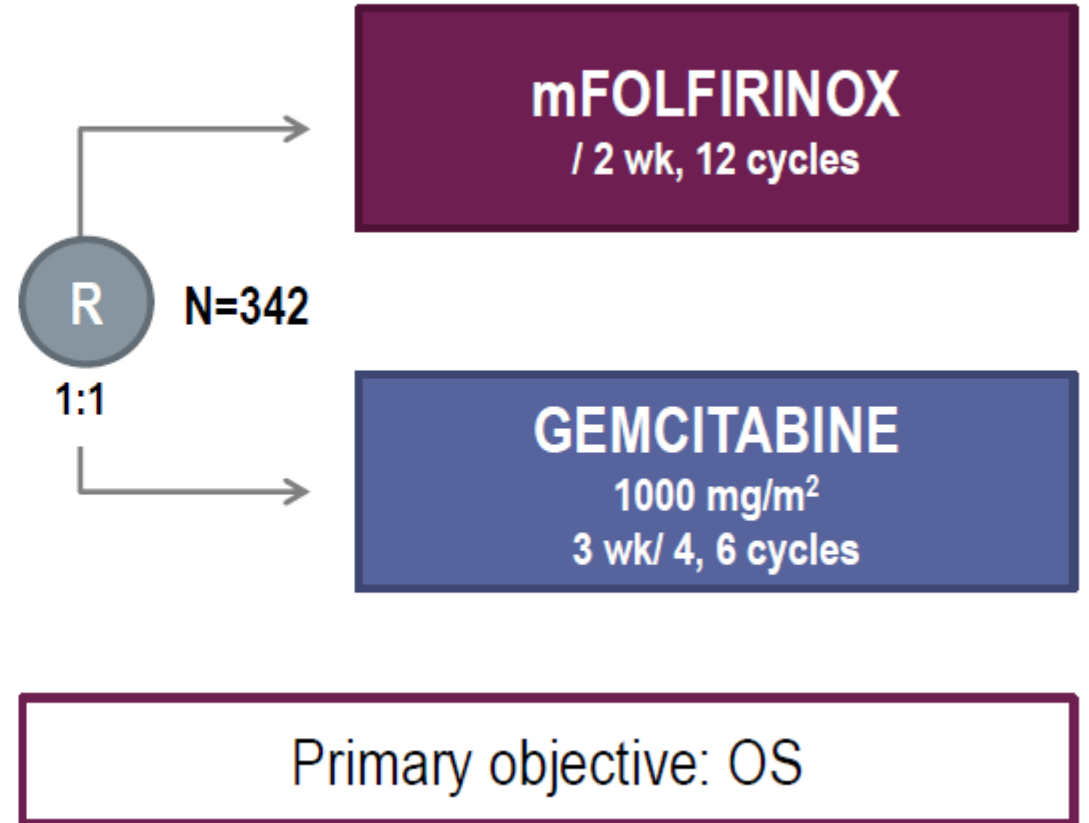 mFOLFIRINOX
/ 2 wk, 12 cycles
R
N=342
1:1
GEMCITABINE
1000 mg/m²
3 wk/ 4, 6 cycles
Primary objective: OS